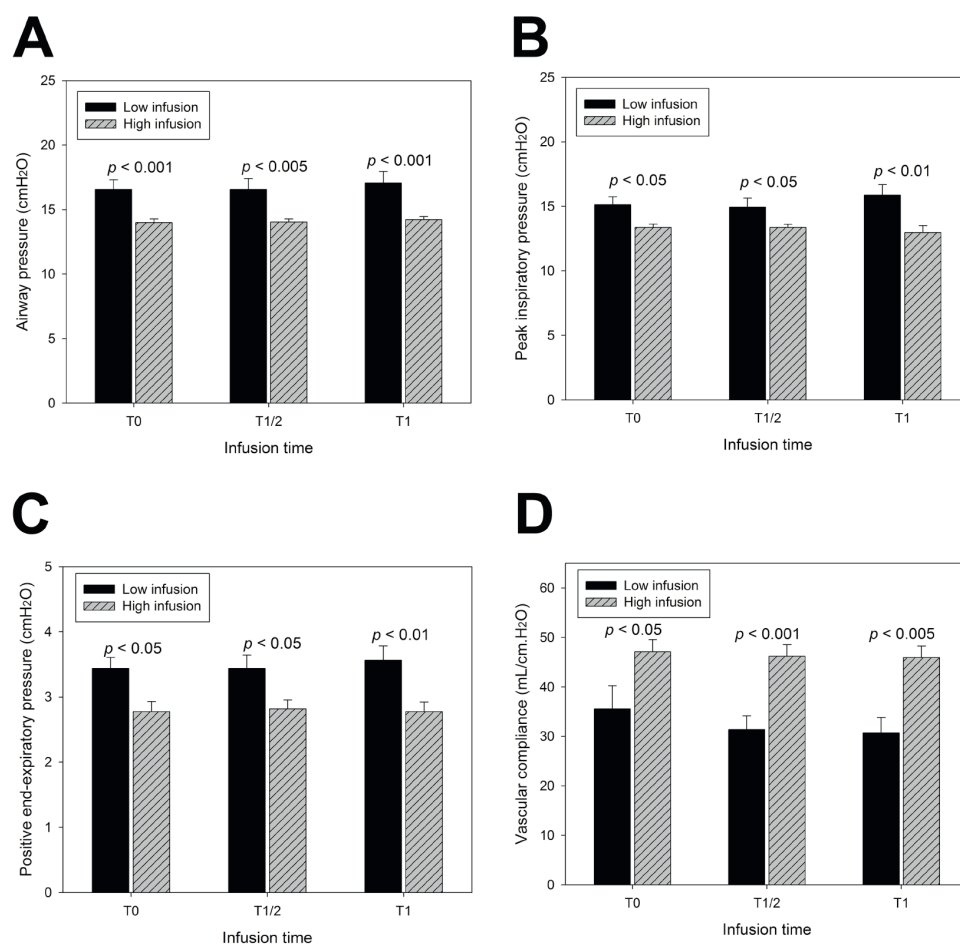 A
Airway pressure (cmH2O)
25
20
15
10
5
0
Low infusion
High infusion
p < 0.001
p < 0.005
p < 0.001
T0
T1/2
T1
Infusion time
B
Peak inspiratory pressure (cmH2O)
25
20
15
10
5
0
Low infusion
High infusion
p < 0.05
p < 0.05
p < 0.01
T0
T1/2
T1
Infusion time
C
Positive end-expiratory pressure (cmH2O)
5
4
3
2
1
0
Low infusion
High infusion
p < 0.05
p < 0.05
p < 0.01
T0
T1/2
T1
Infusion time
D
Vascular compliance (mL/cm.H2O)
60
50
40
30
20
10
0
Low infusion
High infusion
p < 0.05
p < 0.001
p < 0.005
T0
T1/2
T1
Infusion time